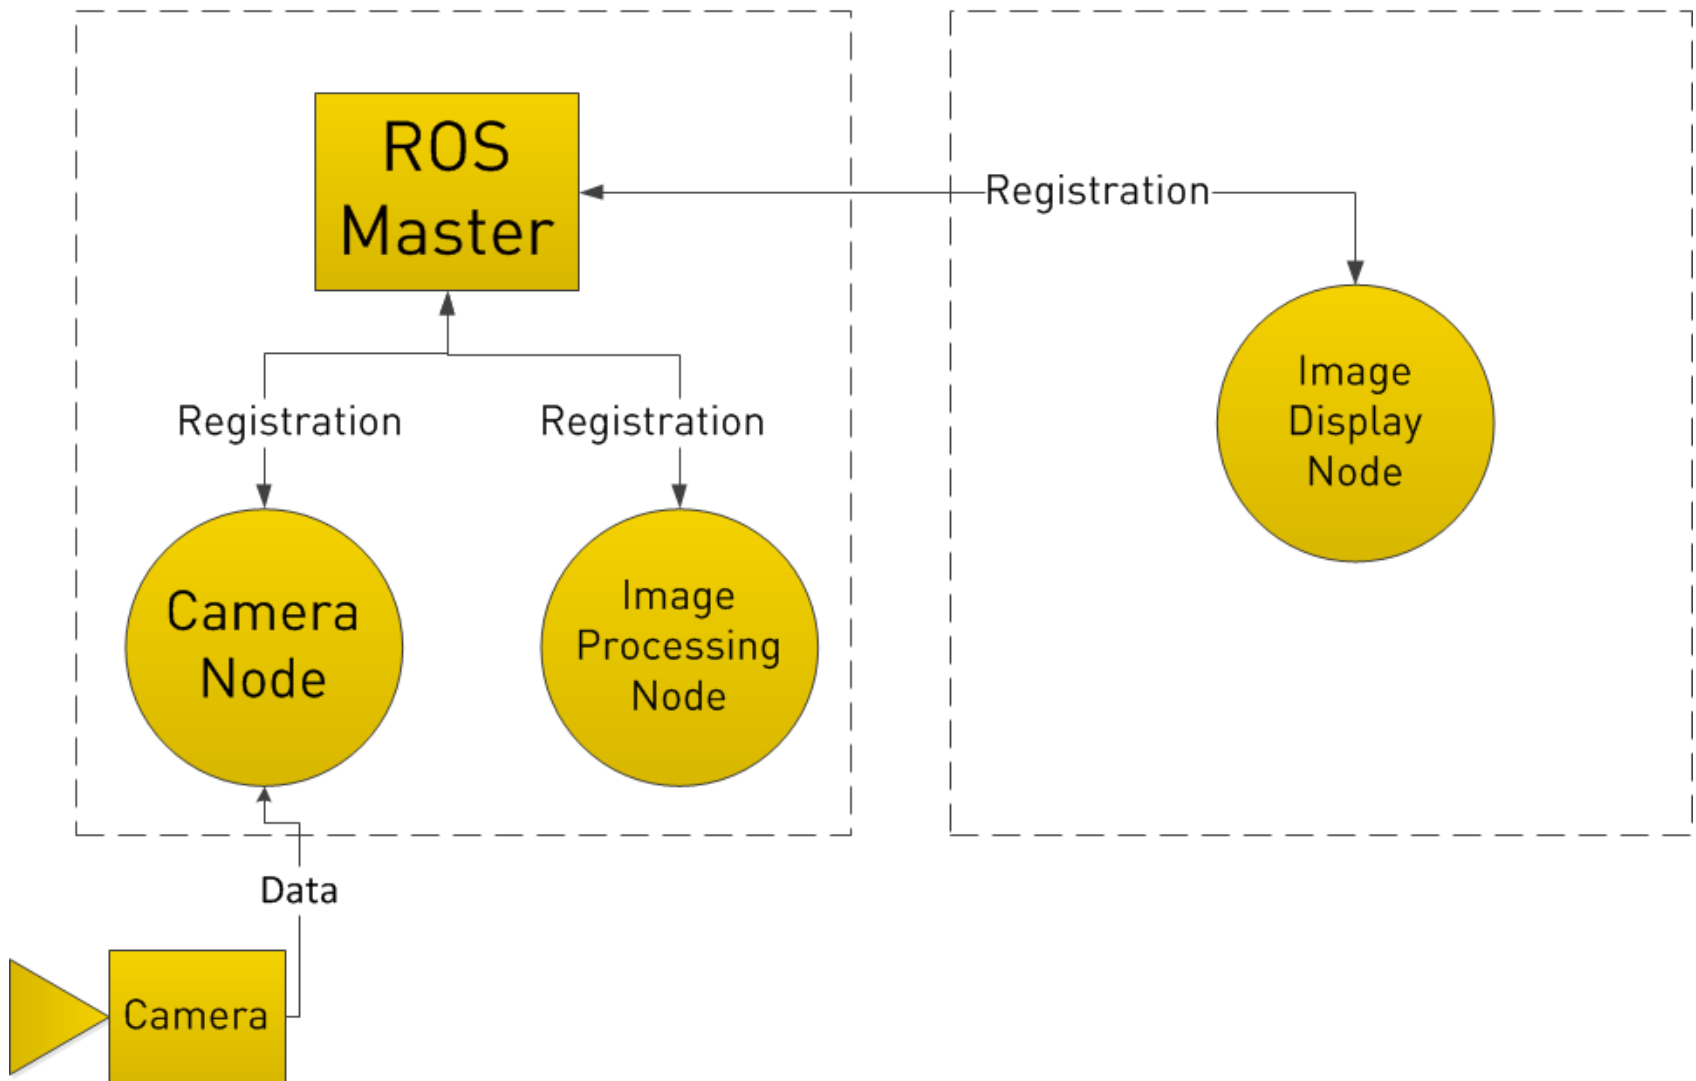 ROS
Master
Registration
Registration
Registration
Image
Display
Node
Camera
Node
Image
Processing
Node
Data
Camera